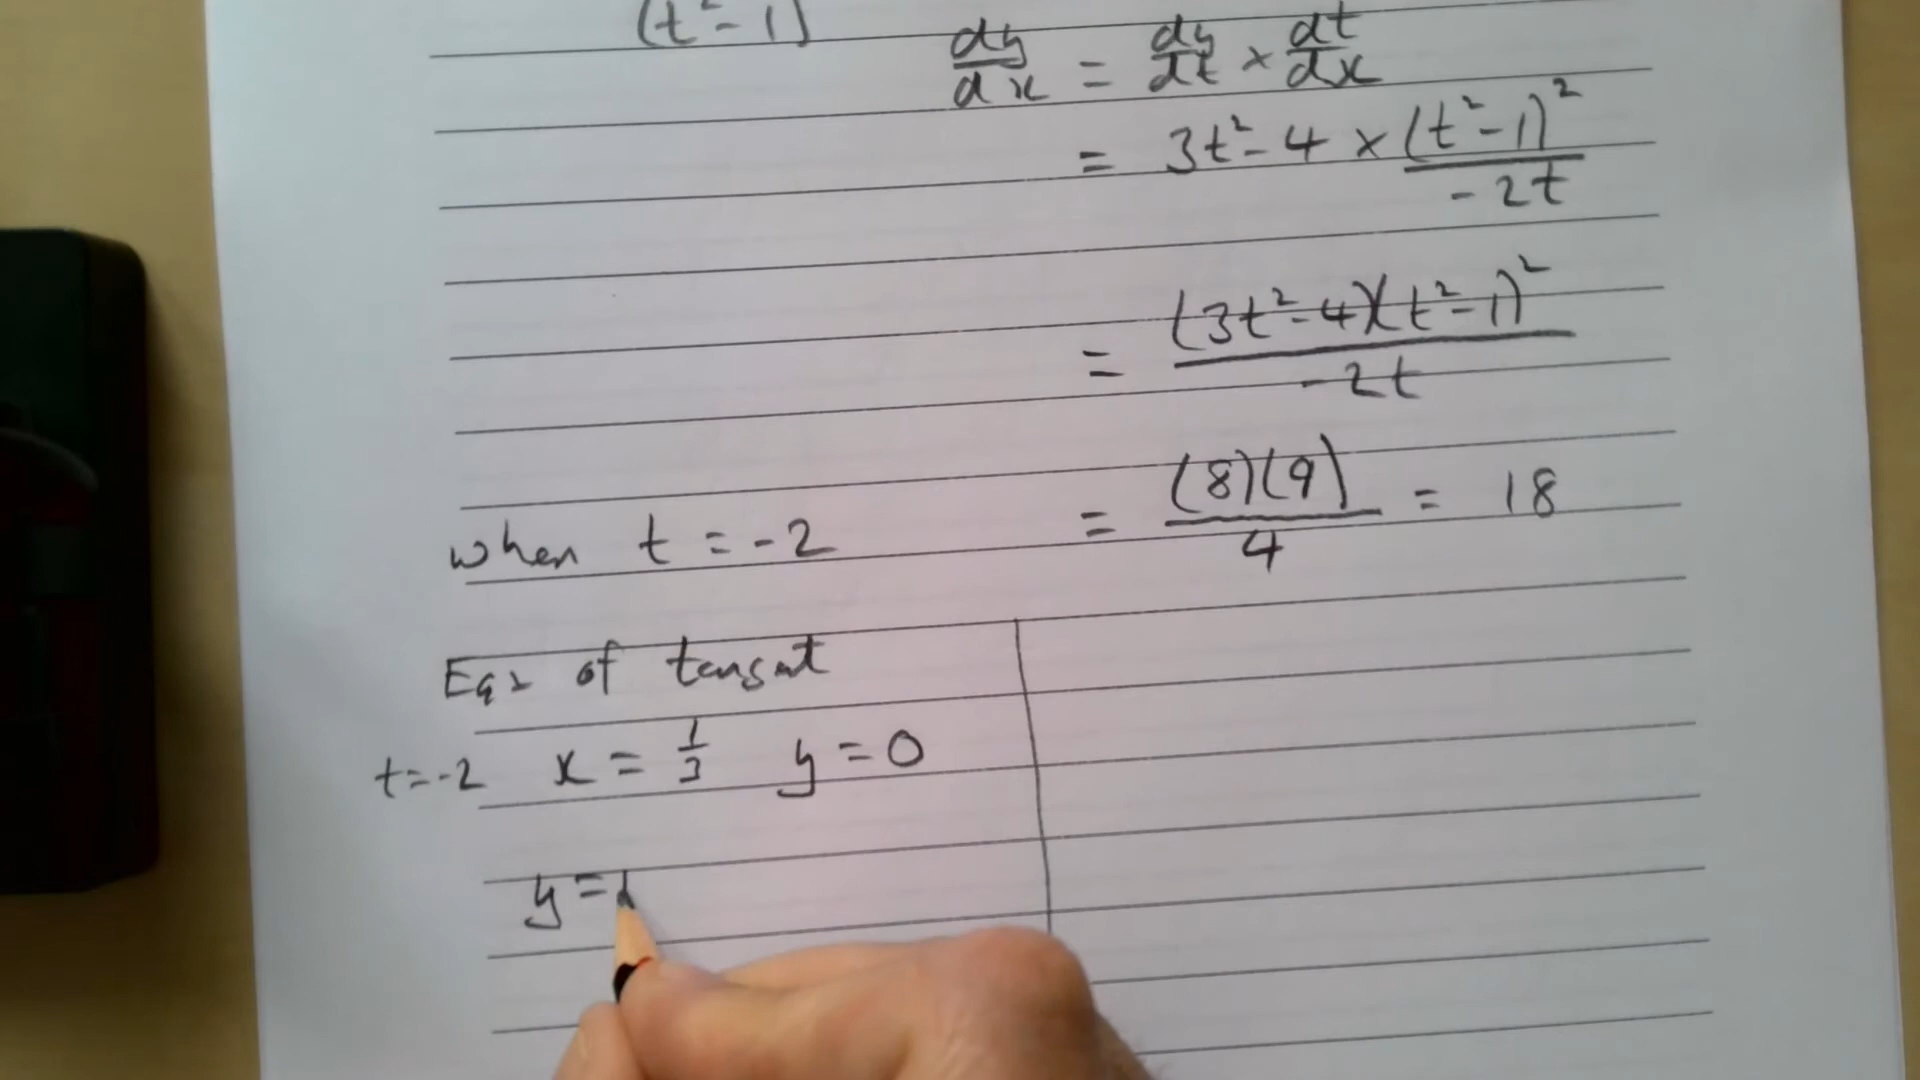 (t²-1)
dy/dx = dy/dt × dt/dx
= 3t²-4 × (t²-1)²/-2t
= (3t²-4)(t²-1)²/-2t
when t = -2 = (8)(9)/4 = 18
Eqn of tangent
t=-2 x = 1/3 y = 0
y =